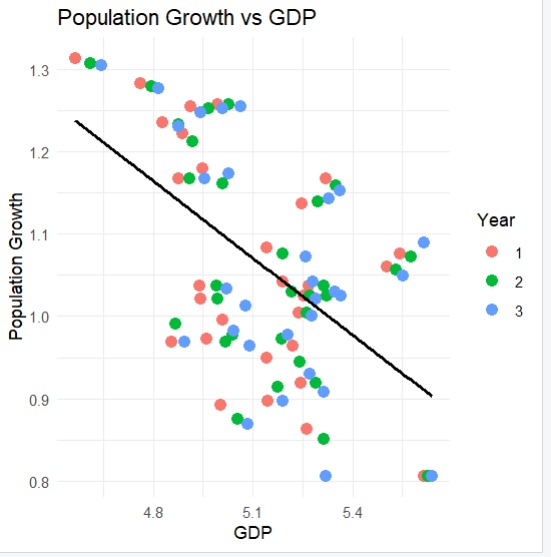 Population Growth vs GDP
1.3
1.2
1.1
1.0
0.9
0.8
Population Growth
4.8 5.1 5.4
GDP
Year
1
2
3